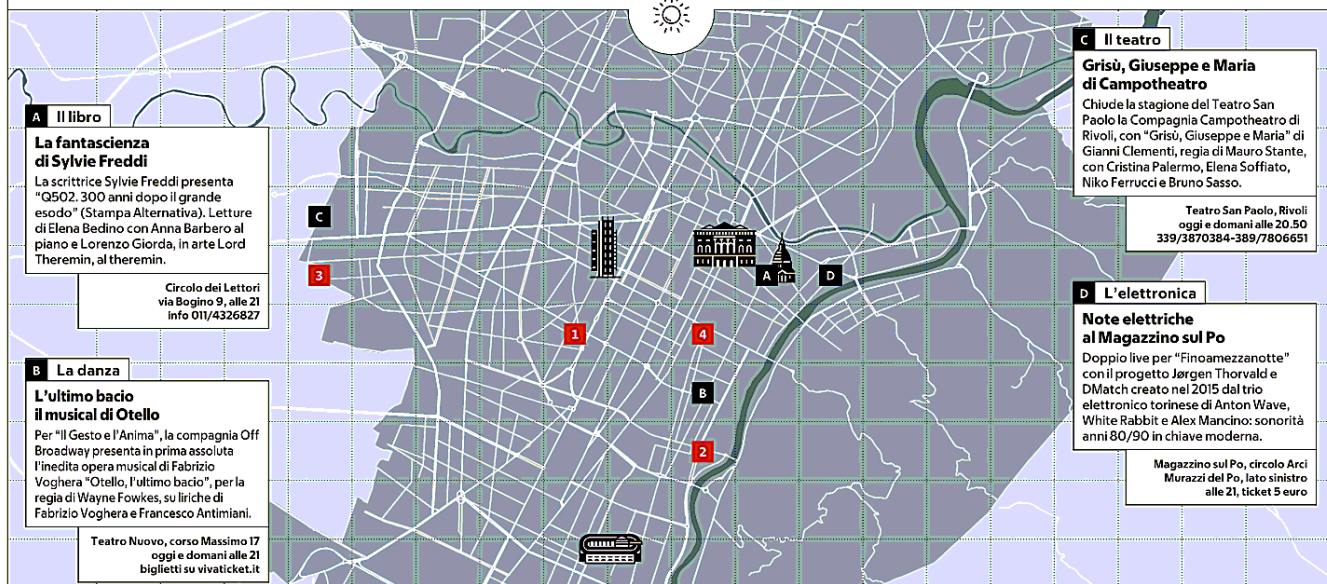 A Il libro
La fantascienza
di Sylvie Freddi
La scrittrice Sylvie Freddi presenta
"Q502. 300 anni dopo il grande
esodo" (Stampa Alternativa). Letture
di Elena Bedino con Anna Barbero al
piano e Lorenzo Giorda, in arte Lord
Theremin, al theremin.
Circolo dei Lettori
via Bogino 9, alle 21
info 011/4326827
B La danza
L'ultimo bacio
il musical di Otello
Per "Il Gesto e l'Anima", la compagnia Off
Broadway presenta in prima assoluta
l'inedita opera musical di Fabrizio
Voghera "Otello, l'ultimo bacio", per la
regia di Wayne Fowkes, su liriche di
Fabrizio Voghera e Francesco Antimiani.
Teatro Nuovo, corso Massimo 17
oggi e domani alle 21
biglietti su vivaticket.it
C
3
1
4
A
D
B
2
C Il teatro
Grisù, Giuseppe e Maria
di Campotheatro
Chiude la stagione del Teatro San
Paolo la Compagnia Campotheatro di
Rivoli, con "Grisù, Giuseppe e Maria" di
Gianni Clementi, regia di Mauro Stante,
con Cristina Palermo, Elena Soffiato,
Niko Ferrucci e Bruno Sasso.
Teatro San Paolo, Rivoli
oggi e domani alle 20.50
339/3870384-389/7806651
D L'elettronica
Note elettriche
al Magazzino sul Po
Doppio live per "Finoamezzanotte"
con il progetto Jørgen Thorvald e
DMatch creato nel 2015 dal trio
elettronico torinese di Anton Wave,
White Rabbit e Alex Mancino: sonorità
anni 80/90 in chiave moderna.
Magazzino sul Po, circolo Arci
Murazzi del Po, lato sinistro
alle 21, ticket 5 euro